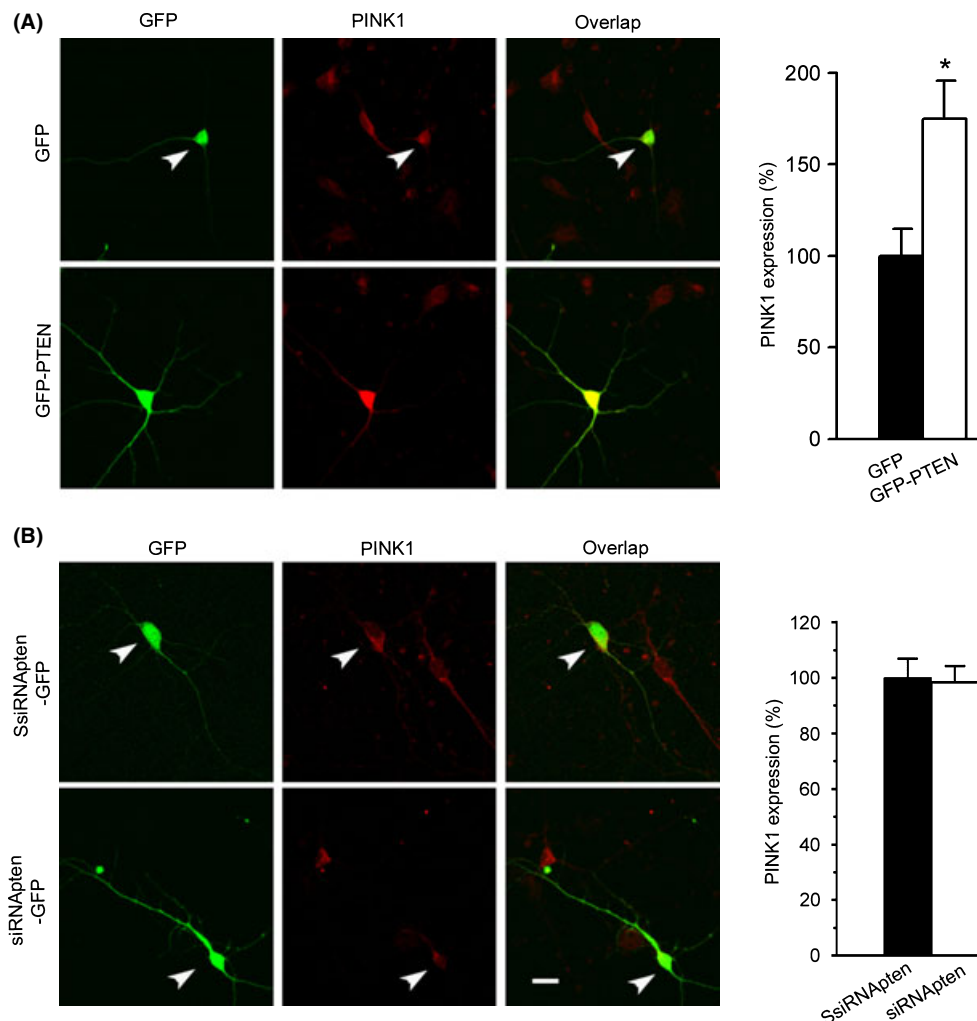 (A)
GFP PINK1 Overlap
GFP
GFP-PTEN
PINK1 expression (%)
200
150
100
50
0
*
GFP
GFP-PTEN
(B)
GFP PINK1 Overlap
SsiRNApten
-GFP
siRNApten
-GFP
PINK1 expression (%)
120
100
80
60
40
20
0
SsiRNApten
siRNApten